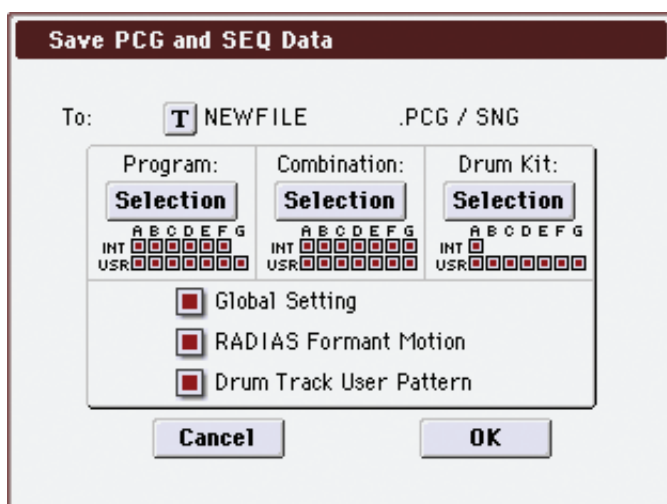 Save PCG and SEQ Data
To: T NEWFILE .PCG / SNG
Program: Combination: Drum Kit:
Selection Selection Selection
A B C D E F G A B C D E F G A B C D E F G
INT INT INT
USR USR USR
Global Setting
RADIAS Formant Motion
Drum Track User Pattern
Cancel OK